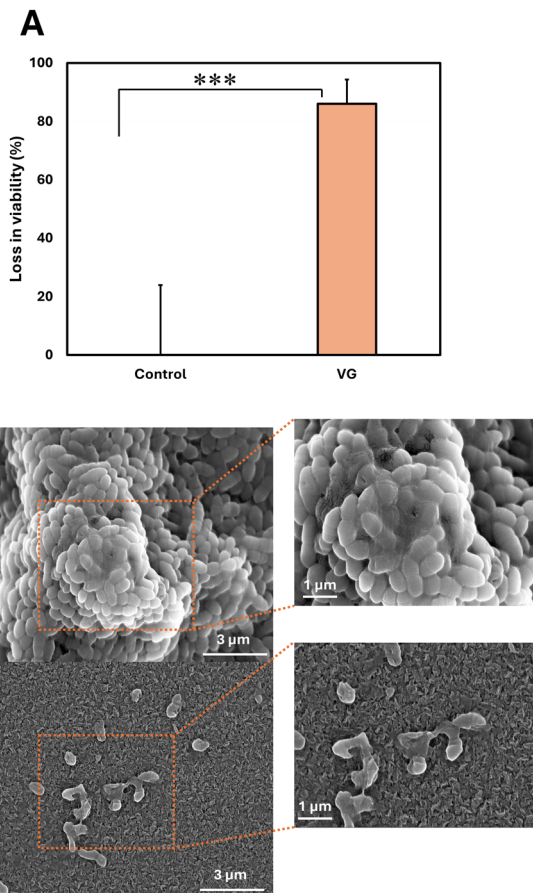 A
100
80
60
40
20
0
Loss in viability (%)
***
Control
VG
3 µm
1 µm
3 µm
1 µm